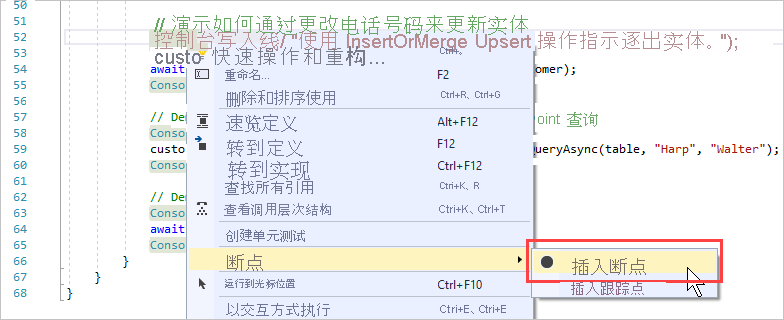 50
51 // 演示如何通过更改电话号码来更新实体
52 控制台写入线/ "使用 InsertOrMerge Upsert 操作指示逐出实体。");
53 custo 快速操作和重构...
54 await omer);
重命名... F2
55 Conso
删除和排序使用 Ctrl+R、Ctrl+G
56
57 // De oint 查询
速览定义 Alt+F12
58 Conso
转到定义 F12
59 custo ueryAsync(table, "Harp", "Walter");
60 Conso
转到实现 Ctrl+F12
61
查找所有引用 Ctrl+K、R
62 // De
63 Conso
查看调用层次结构 Ctrl+K、Ctrl+T
64 await
创建单元测试
65 Conso
66 }
断点
插入断点
67 }
运行到光标位置 Ctrl+F10
插入跟踪点
68 }
以交互方式执行 Ctrl+E、Ctrl+E